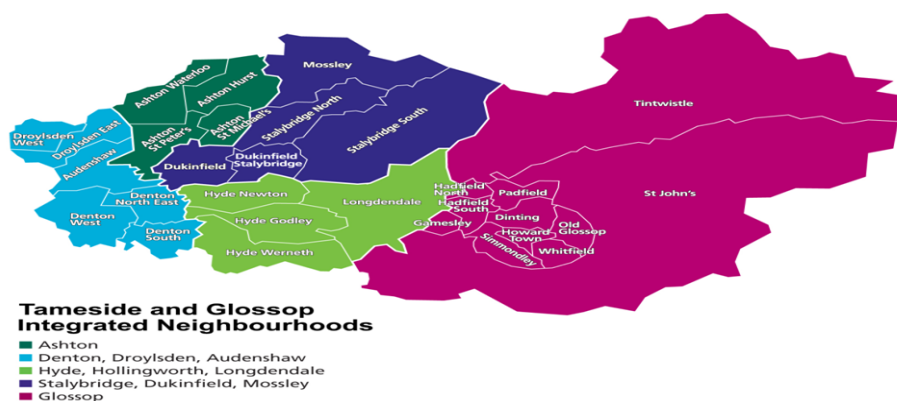 Mossley
Ashton Waterloo
Ashton Hurst
Tintwistle
Stalybridge North
Ashton
St Michael's
Stalybridge South
Droylsden
West
Droylsden East
Ashton
St Peter's
Audenshaw
Dukinfield
Dukinfield
Stalybridge
Denton
North East
Hyde Newton
Longdendale
Hadfield
North
Padfield
St John's
Hadfield
South
Denton
West
Hyde Godley
Gamesley
Dinting
Old
Glossop
Denton
South
Howard
Town
Hyde Werneth
Simmondley
Whitfield
Tameside and Glossop
Integrated Neighbourhoods
Ashton
Denton, Droylsden, Audenshaw
Hyde, Hollingworth, Longdendale
Stalybridge, Dukinfield, Mossley
Glossop